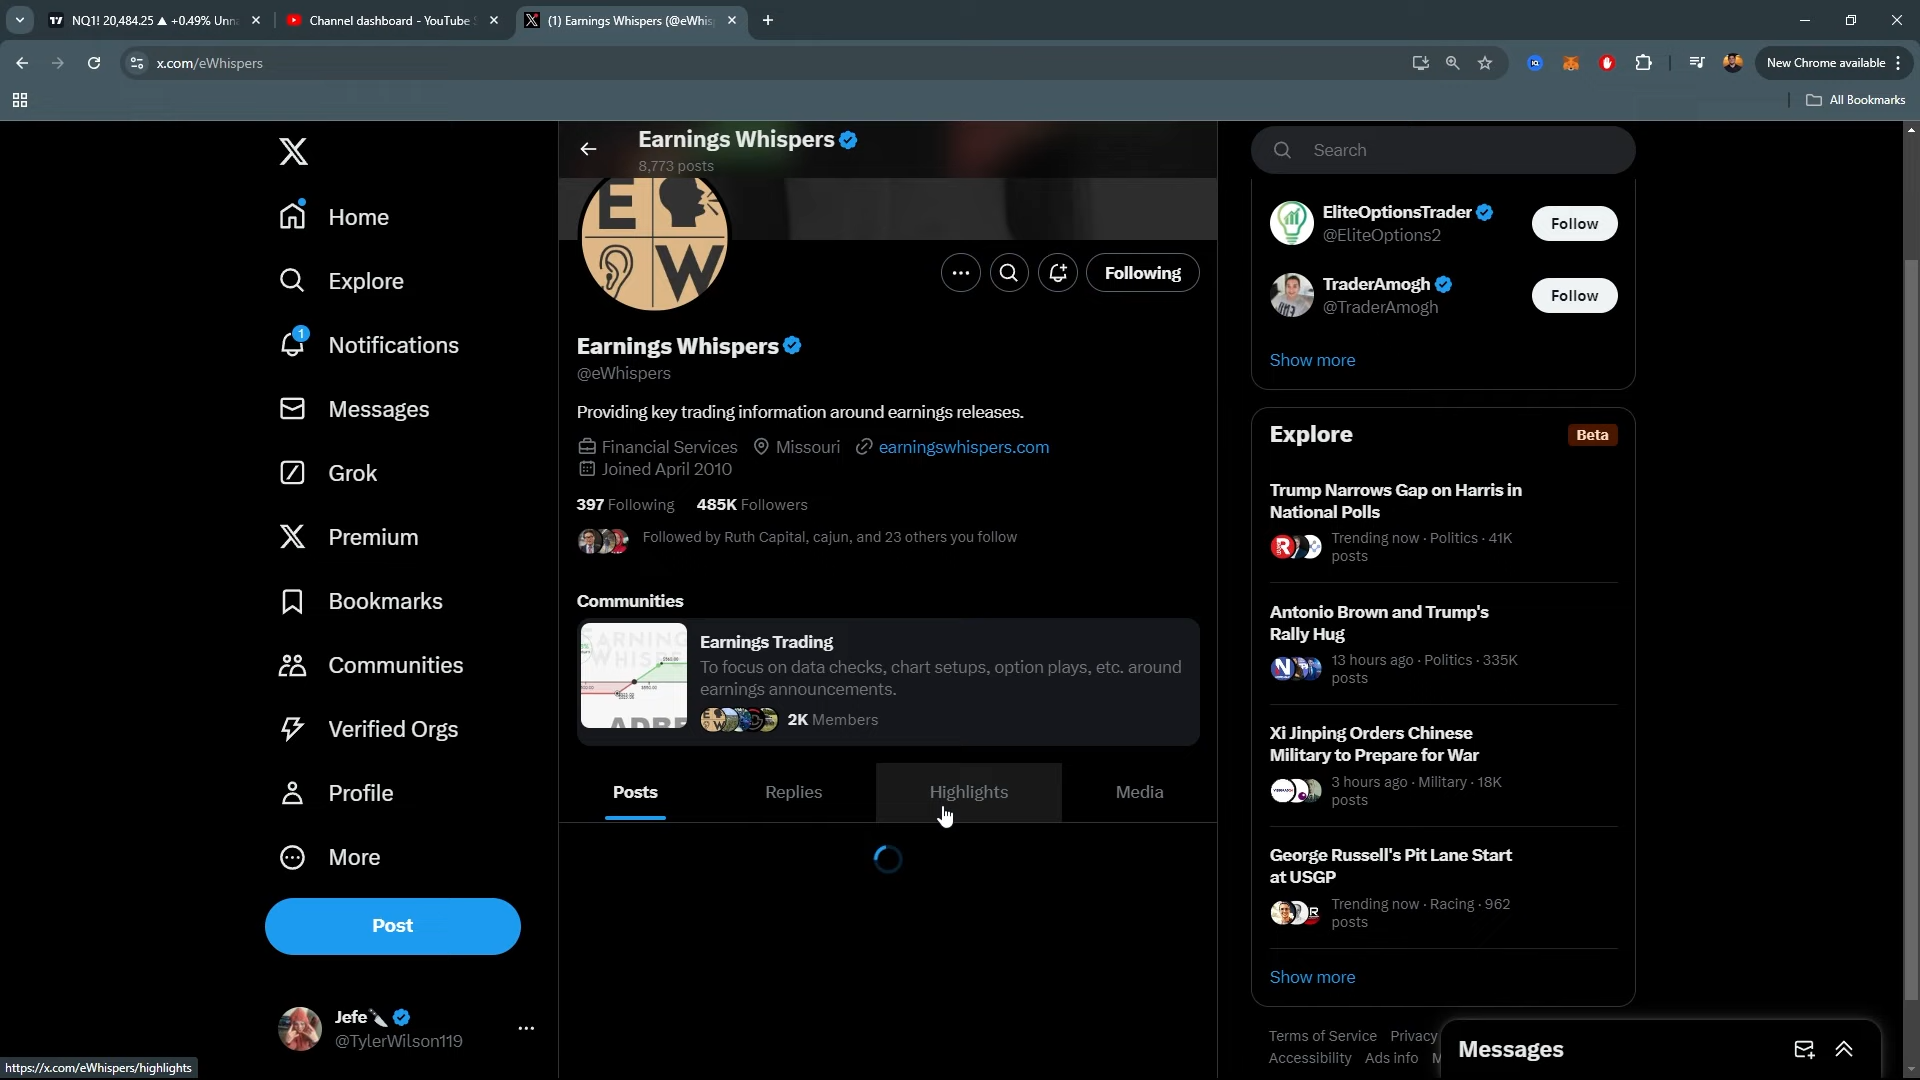 NQ1! 20,484.25 ▲ +0.49% Unna
Channel dashboard - YouTube S
(1) Earnings Whispers (@eWhisp
x.com/eWhispers
New Chrome available
All Bookmarks
Home
Explore
Notifications
1
Messages
Grok
Premium
Bookmarks
Communities
Verified Orgs
Profile
More
Post
Jefe
@TylerWilson119
Earnings Whispers
8,773 posts
E
W
Following
Earnings Whispers
@eWhispers
Providing key trading information around earnings releases.
Financial Services Missouri earningswhispers.com
Joined April 2010
397 Following 485K Followers
Followed by Ruth Capital, cajun, and 23 others you follow
Communities
Earnings Trading
To focus on data checks, chart setups, option plays, etc. around
earnings announcements.
2K Members
Posts Replies Highlights Media
Search
EliteOptionsTrader
@EliteOptions2
Follow
TraderAmogh
@TraderAmogh
Follow
Show more
Explore
Beta
Trump Narrows Gap on Harris in
National Polls
Trending now · Politics · 41K
posts
Antonio Brown and Trump's
Rally Hug
13 hours ago · Politics · 335K
posts
Xi Jinping Orders Chinese
Military to Prepare for War
3 hours ago · Military · 18K
posts
George Russell's Pit Lane Start
at USGP
Trending now · Racing · 962
posts
Show more
Terms of Service Privacy
Accessibility Ads info M
Messages
https://x.com/eWhispers/highlights